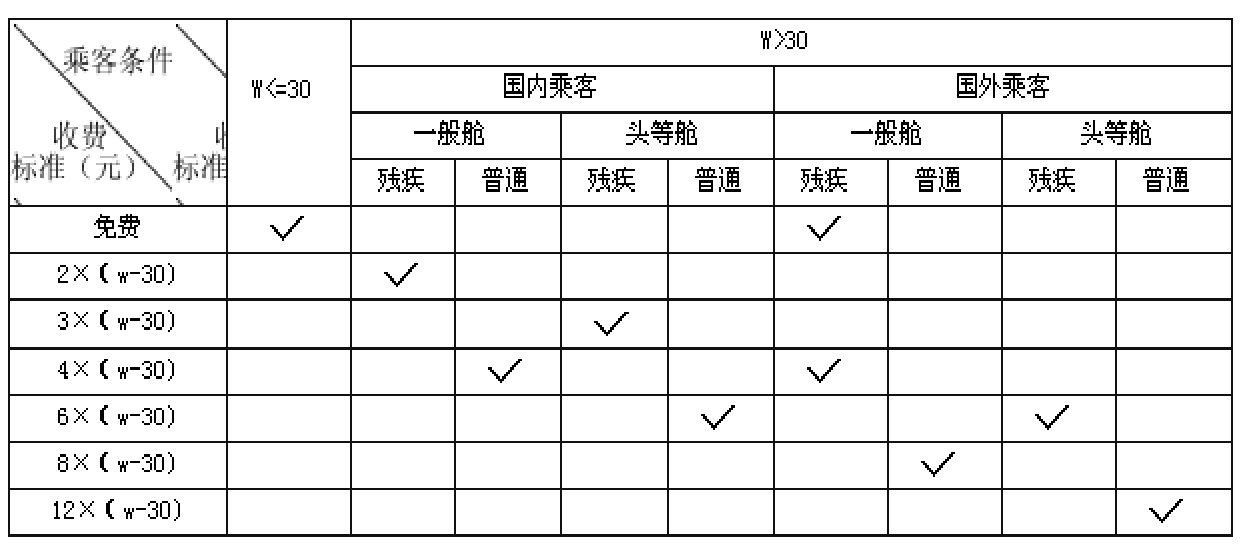 乘客条件
收费
标准（元）
收
标准
W<=30
W>30
国内乘客 国外乘客
一般舱 头等舱 一般舱 头等舱
残疾 普通 残疾 普通 残疾 普通 残疾 普通
免费 ✓ ✓
2×(w-30) ✓
3×(w-30) ✓
4×(w-30) ✓ ✓
6×(w-30) ✓ ✓
8×(w-30) ✓
12×(w-30) ✓